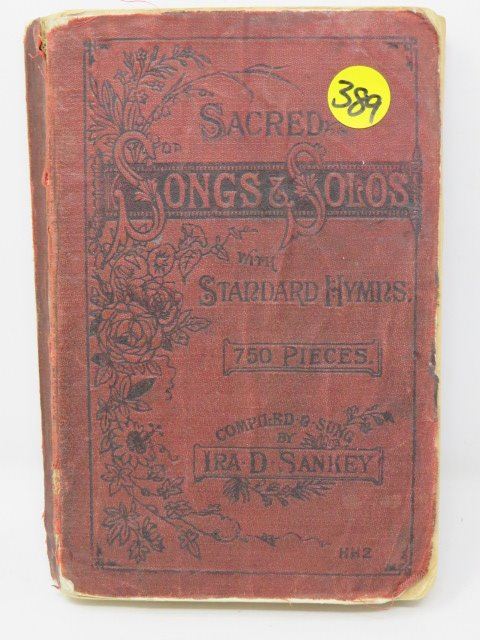 389
SACRED
SONGS & SOLOS
WITH
STANDARD HYMNS.
750 PIECES.
COMPILED & SUNG
BY
IRA D SANKEY
HH2